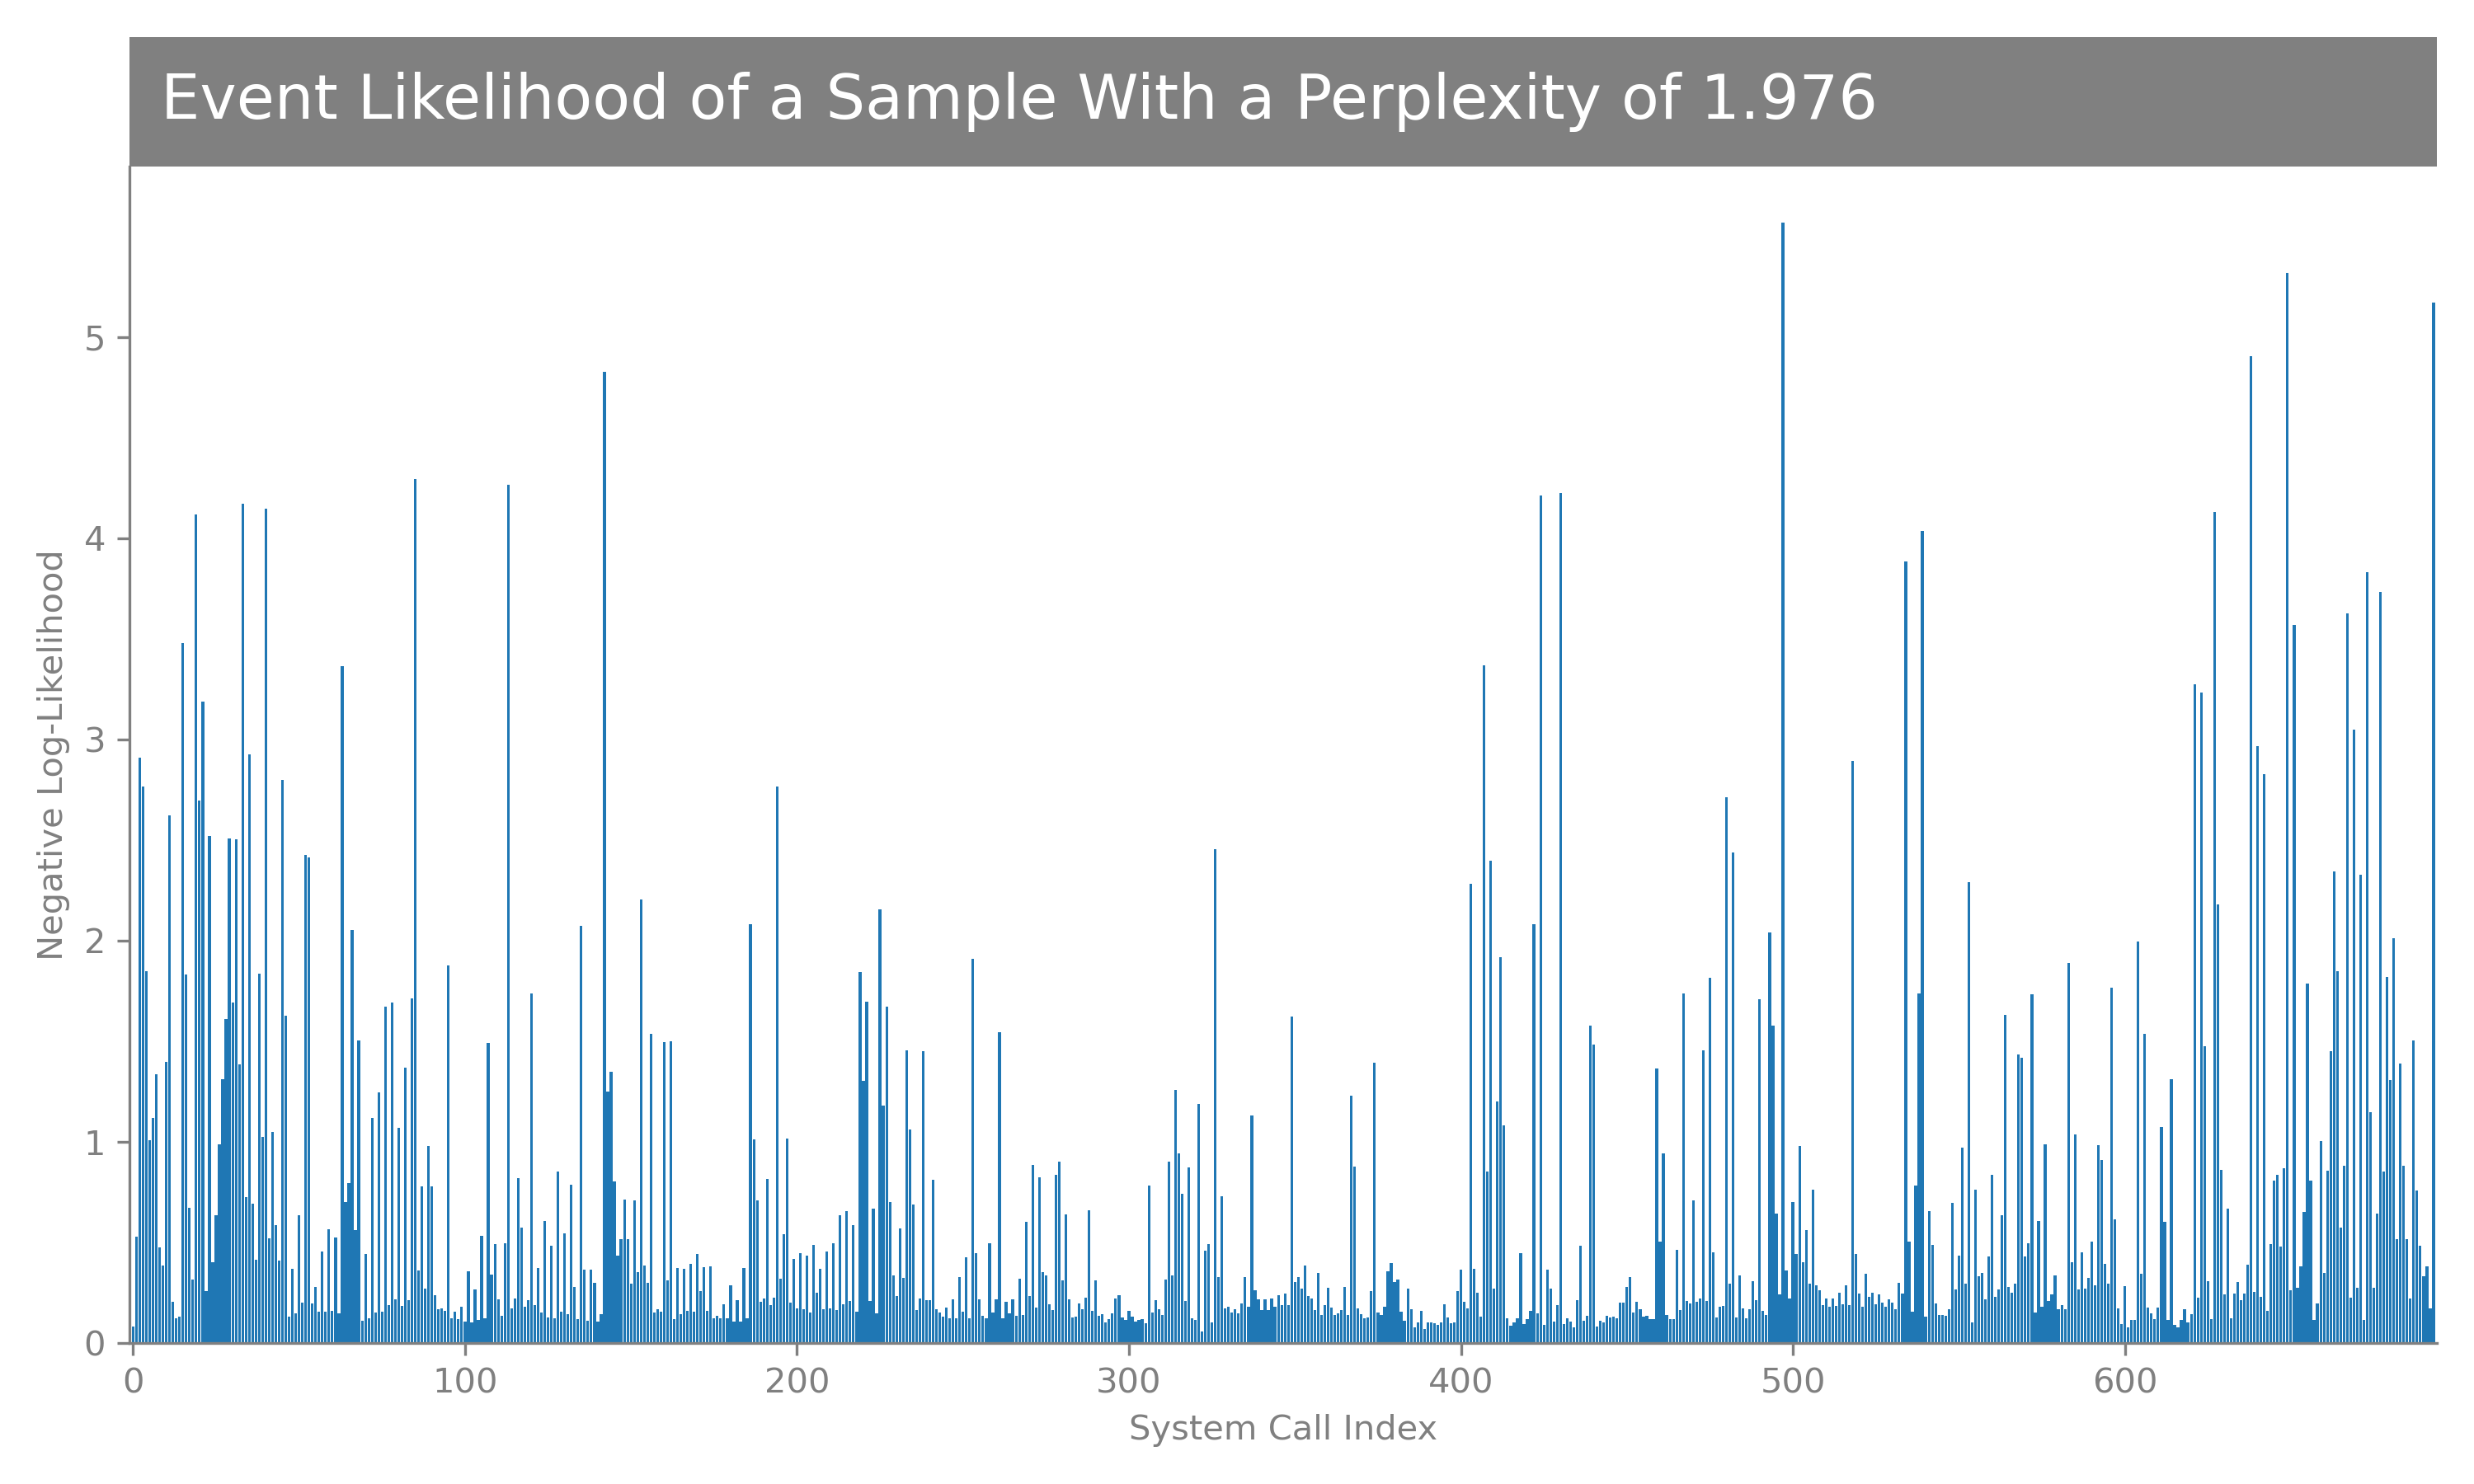 Event Likelihood of a Sample With a Perplexity of 1.976
Negative Log-Likelihood
5
4
3
2
1
0
0 100 200 300 400 500 600
System Call Index